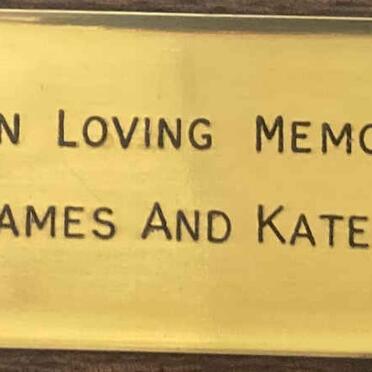 N LOVING MEMO
AMES AND KATE